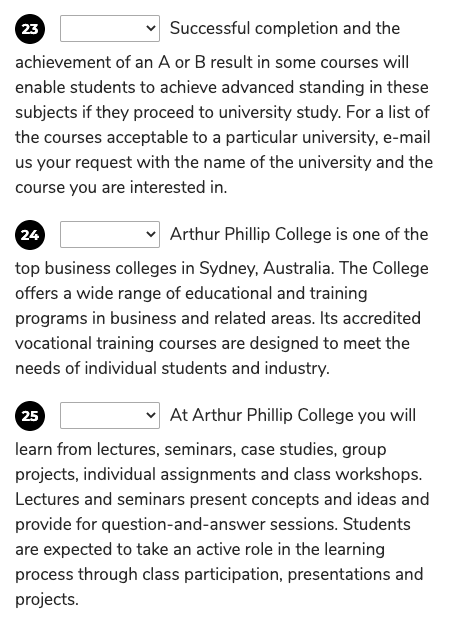 23 Successful completion and the
achievement of an A or B result in some courses will
enable students to achieve advanced standing in these
subjects if they proceed to university study. For a list of
the courses acceptable to a particular university, e-mail
us your request with the name of the university and the
course you are interested in.
24 Arthur Phillip College is one of the
top business colleges in Sydney, Australia. The College
offers a wide range of educational and training
programs in business and related areas. Its accredited
vocational training courses are designed to meet the
needs of individual students and industry.
25 At Arthur Phillip College you will
learn from lectures, seminars, case studies, group
projects, individual assignments and class workshops.
Lectures and seminars present concepts and ideas and
provide for question-and-answer sessions. Students
are expected to take an active role in the learning
process through class participation, presentations and
projects.